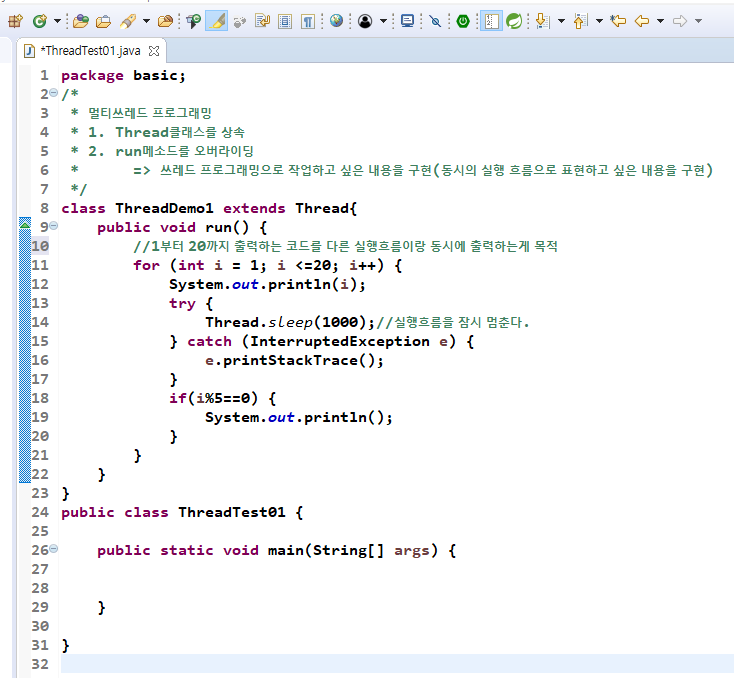 *ThreadTest01.java
1 package basic;
2 /*
3  * 멀티쓰레드 프로그래밍
4  * 1. Thread클래스를 상속
5  * 2. run메소드를 오버라이딩
6  *      => 쓰레드 프로그래밍으로 작업하고 싶은 내용을 구현(동시의 실행 흐름으로 표현하고 싶은 내용을 구현)
7  */
8 class ThreadDemo1 extends Thread{
9     public void run() {
10         //1부터 20까지 출력하는 코드를 다른 실행흐름이랑 동시에 출력하는게 목적
11         for (int i = 1; i <=20; i++) {
12             System.out.println(i);
13             try {
14                 Thread.sleep(1000);//실행흐름을 잠시 멈춘다.
15             } catch (InterruptedException e) {
16                 e.printStackTrace();
17             }
18             if(i%5==0) {
19                 System.out.println();
20             }
21         }
22     }
23 }
24 public class ThreadTest01 {
25
26     public static void main(String[] args) {
27
28
29     }
30
31 }
32